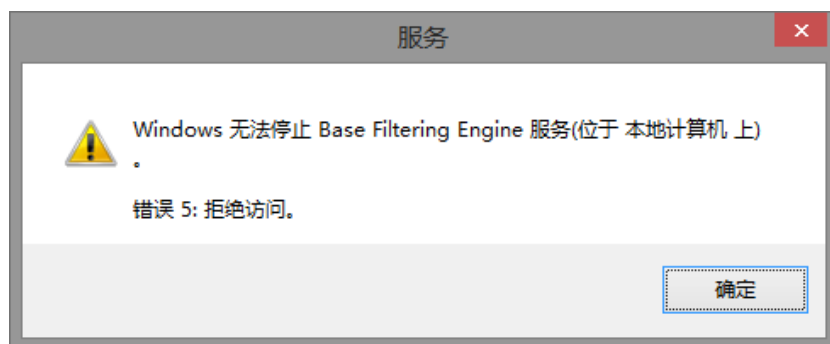 服务
Windows 无法停止 Base Filtering Engine 服务(位于 本地计算机 上)
。
错误 5: 拒绝访问。
确定